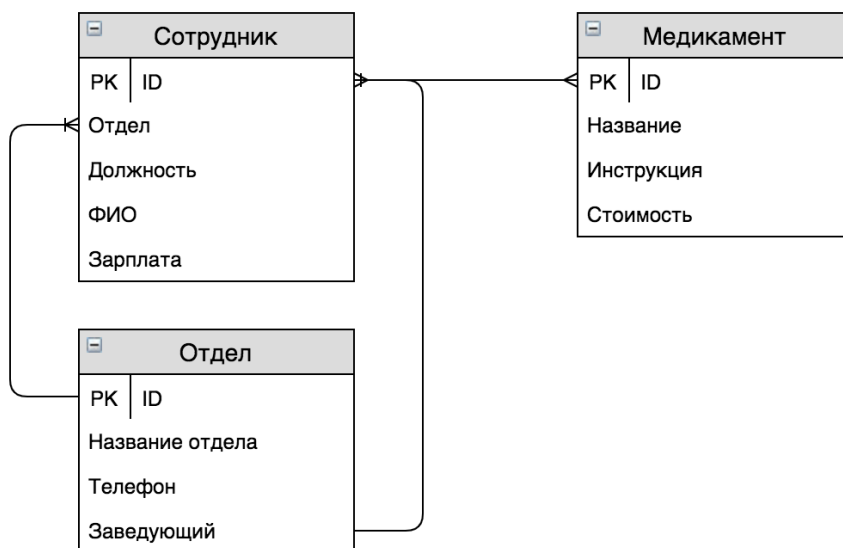 Сотрудник
PK ID
Отдел
Должность
ФИО
Зарплата
Медикамент
PK ID
Название
Инструкция
Стоимость
Отдел
PK ID
Название отдела
Телефон
Заведующий